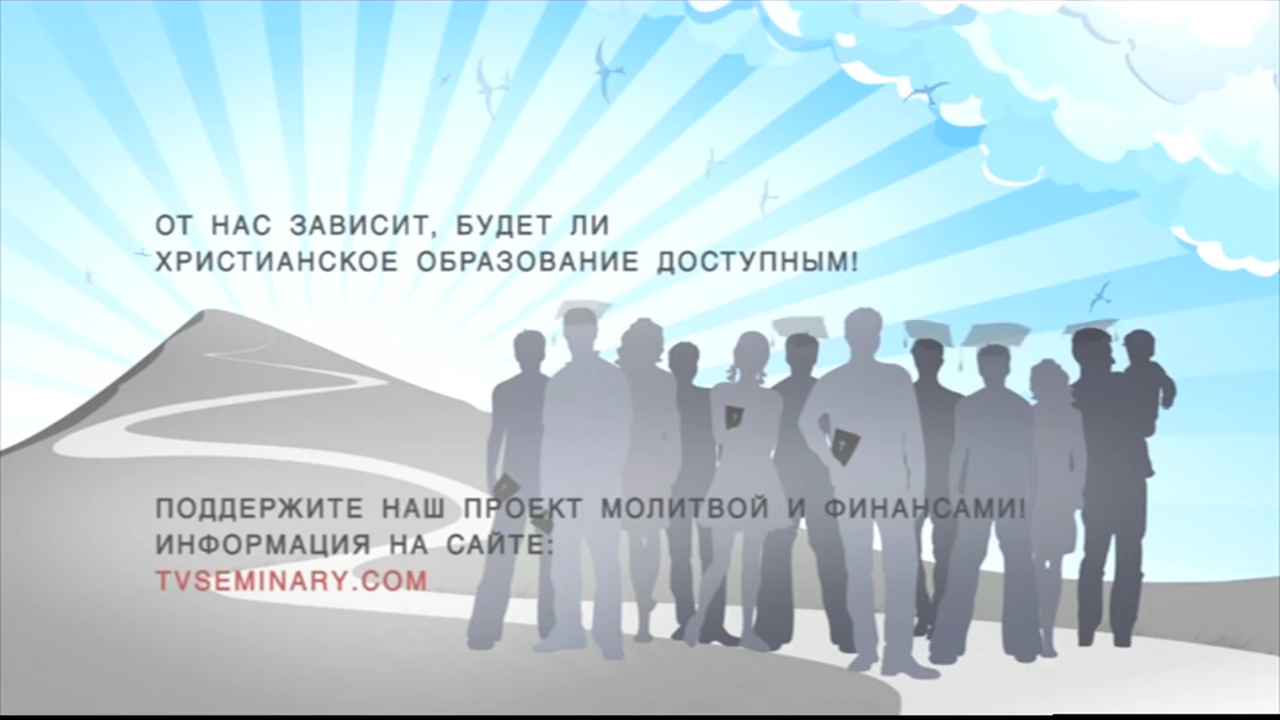 ОТ НАС ЗАВИСИТ, БУДЕТ ЛИ
ХРИСТИАНСКОЕ ОБРАЗОВАНИЕ ДОСТУПНЫМ!
ПОДДЕРЖИТЕ НАШ ПРОЕКТ МОЛИТВОЙ И ФИНАНСАМИ!
ИНФОРМАЦИЯ НА САЙТЕ:
TVSEMINARY.COM